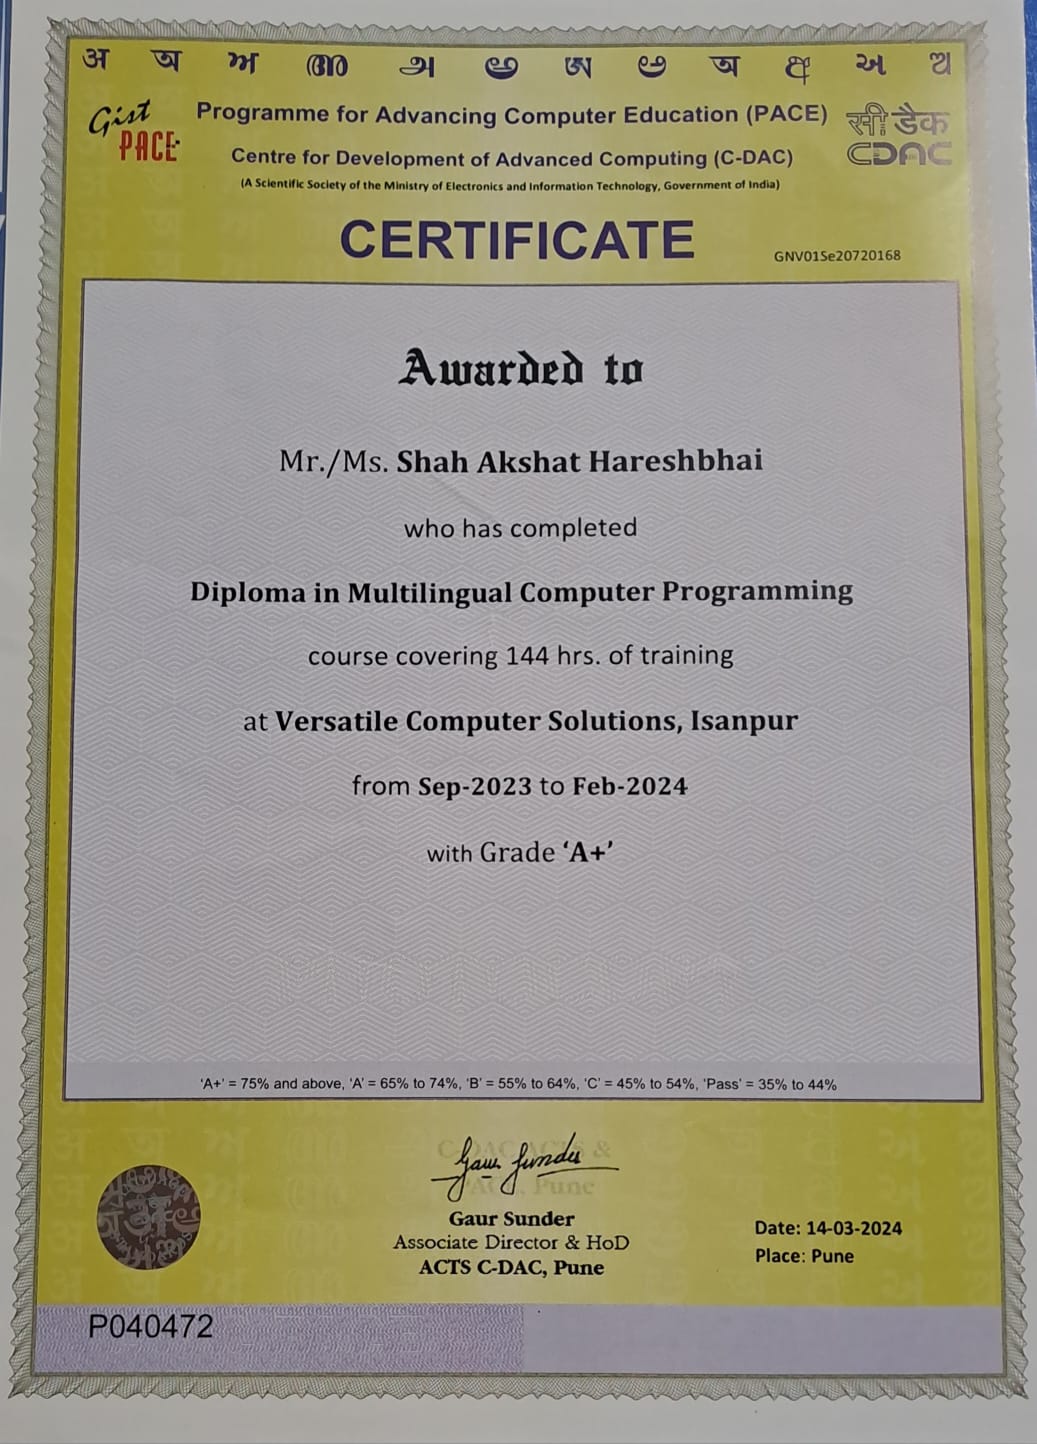 अ অ ਅ അ அ ఆ ଅ ಅ অ අ અ ਬ
Gist PACE
Programme for Advancing Computer Education (PACE)
सी डैक
CDAC
Centre for Development of Advanced Computing (C-DAC)
(A Scientific Society of the Ministry of Electronics and Information Technology, Government of India)
CERTIFICATE
GNV01Se20720168
Awarded to
Mr./Ms. Shah Akshat Hareshbhai
who has completed
Diploma in Multilingual Computer Programming
course covering 144 hrs. of training
at Versatile Computer Solutions, Isanpur
from Sep-2023 to Feb-2024
with Grade ‘A+’
'A+' = 75% and above, 'A' = 65% to 74%, 'B' = 55% to 64%, 'C' = 45% to 54%, 'Pass' = 35% to 44%
Gaur Sunder
Gaur Sunder
Associate Director & HoD
ACTS C-DAC, Pune
Date: 14-03-2024
Place: Pune
P040472